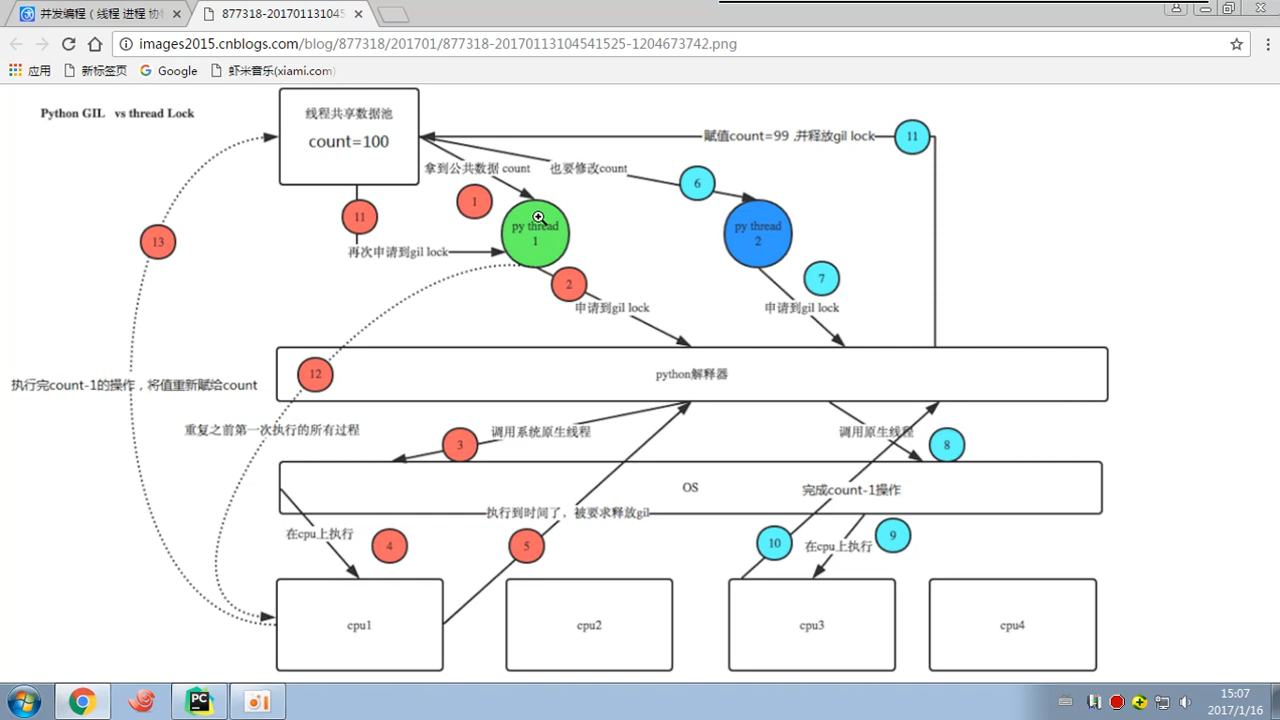 并发编程（线程 进程 协
877318-2017011310454
images2015.cnblogs.com/blog/877318/201701/877318-20170113104541525-1204673742.png
应用
新标签页
Google
虾米音乐(xiami.com)
Python GIL vs thread Lock
线程共享数据池
count=100
赋值count=99 ,并释放gil lock
11
拿到公共数据 count
也要修改count
6
1
11
py thread
1
py thread
2
13
再次申请到gil lock
2
7
申请到gil lock
申请到gil lock
12
python解释器
执行完count-1的操作，将值重新赋给count
重复之前第一次执行的所有过程
3
调用系统原生线程
调用原生线程
8
OS
完成count-1操作
执行到时间了，被要求释放gil
在cpu上执行
4
5
10
在cpu上执行
9
cpu1
cpu2
cpu3
cpu4
PC
15:07
2017/1/16